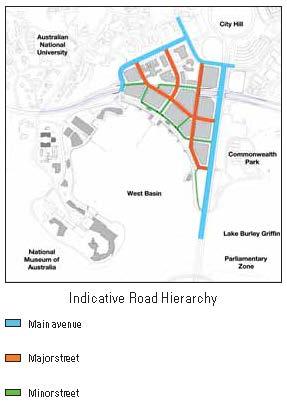 City Hill
Australian
National
University
Commonwealth
Park
West Basin
Lake Burley Griffin
National
Museum of
Australia
Parliamentary
Zone
Indicative Road Hierarchy
Main avenue
Major street
Minor street